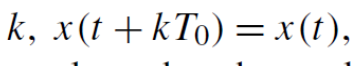 k, x(t + kT₀) = x(t),